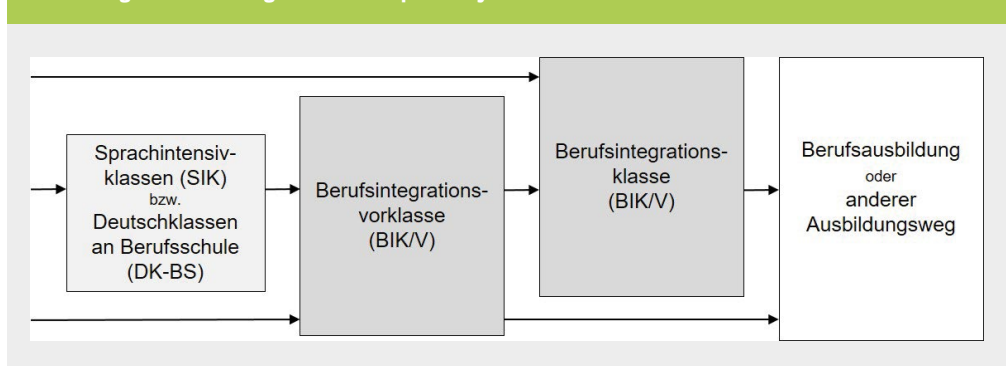 Sprachintensiv-
klassen (SIK)
bzw.
Deutschklassen
an Berufsschule
(DK-BS)
Berufsintegrations-
vorklasse
(BIK/V)
Berufsintegrations-
klasse
(BIK/V)
Berufsausbildung
oder
anderer
Ausbildungsweg